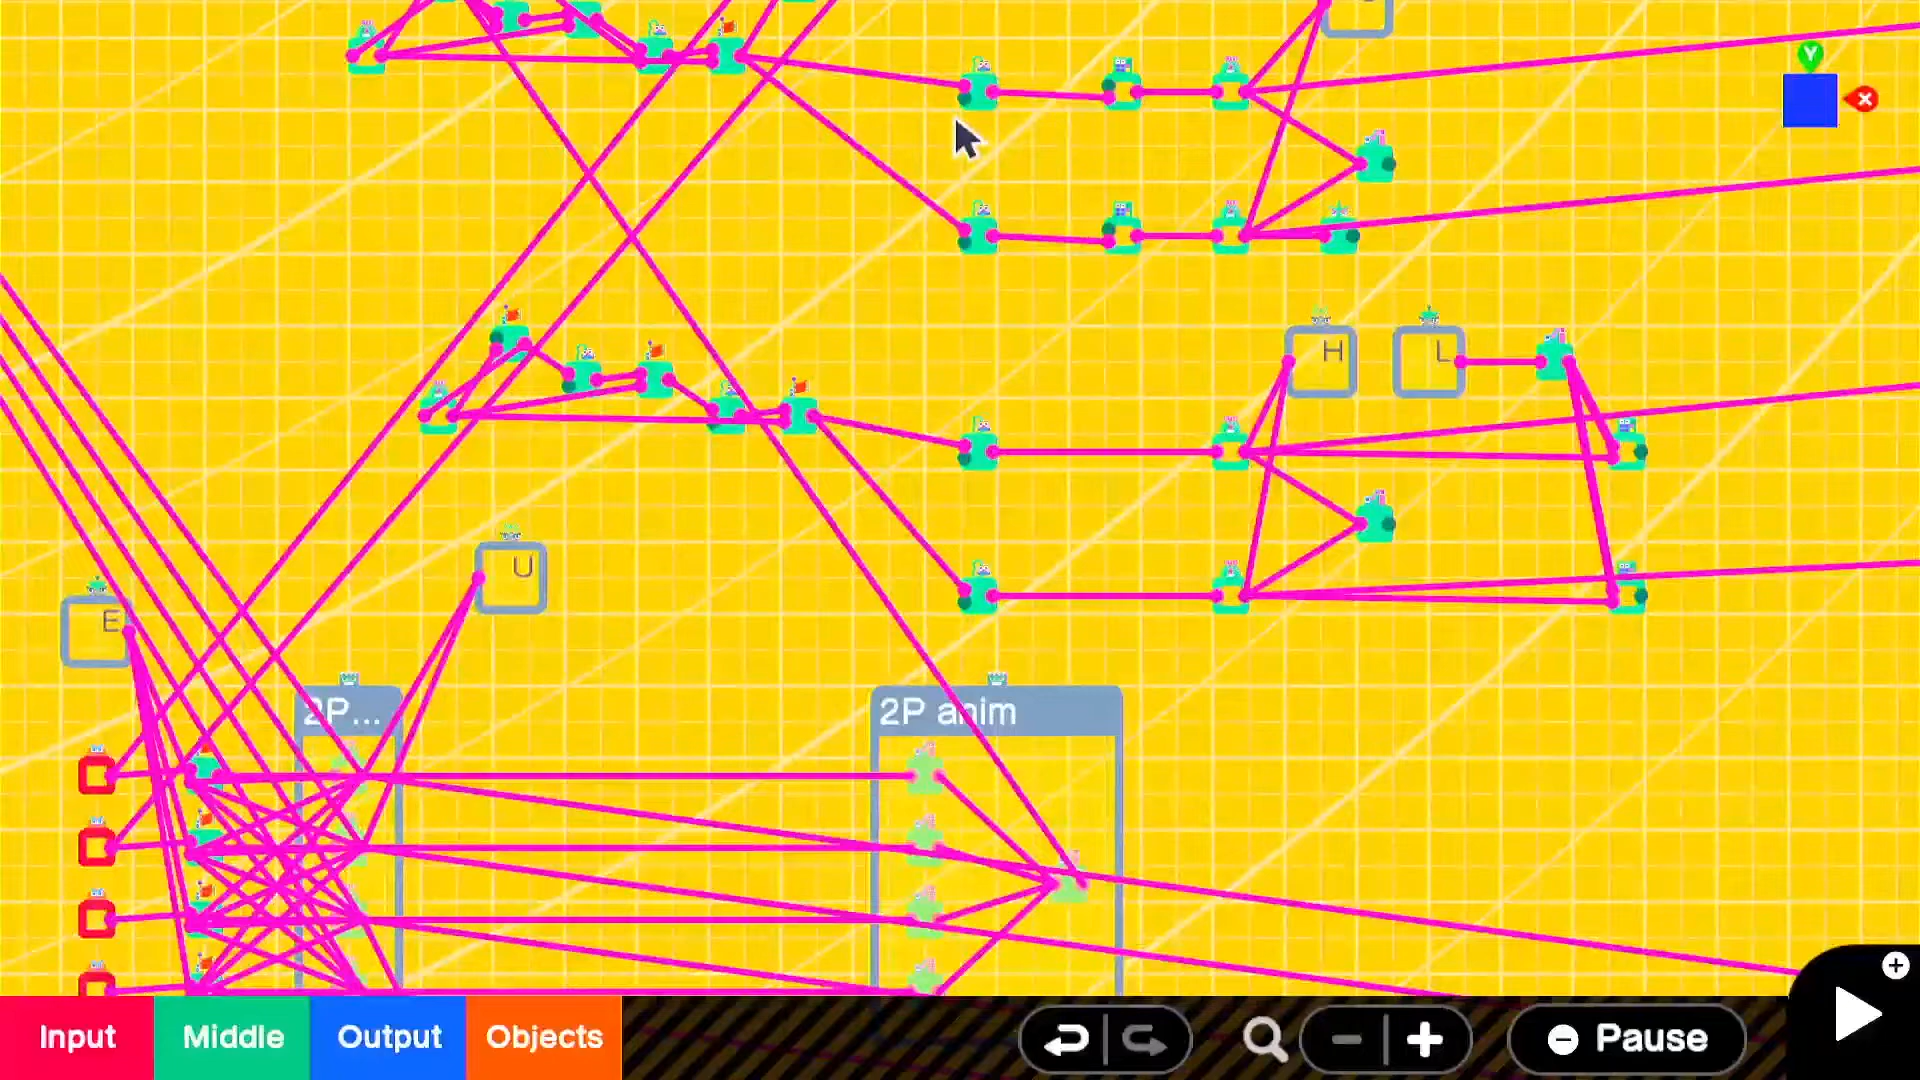 Y
X
H
L
U
E
2P...
2P anim
Input
Middle
Output
Objects
Pause